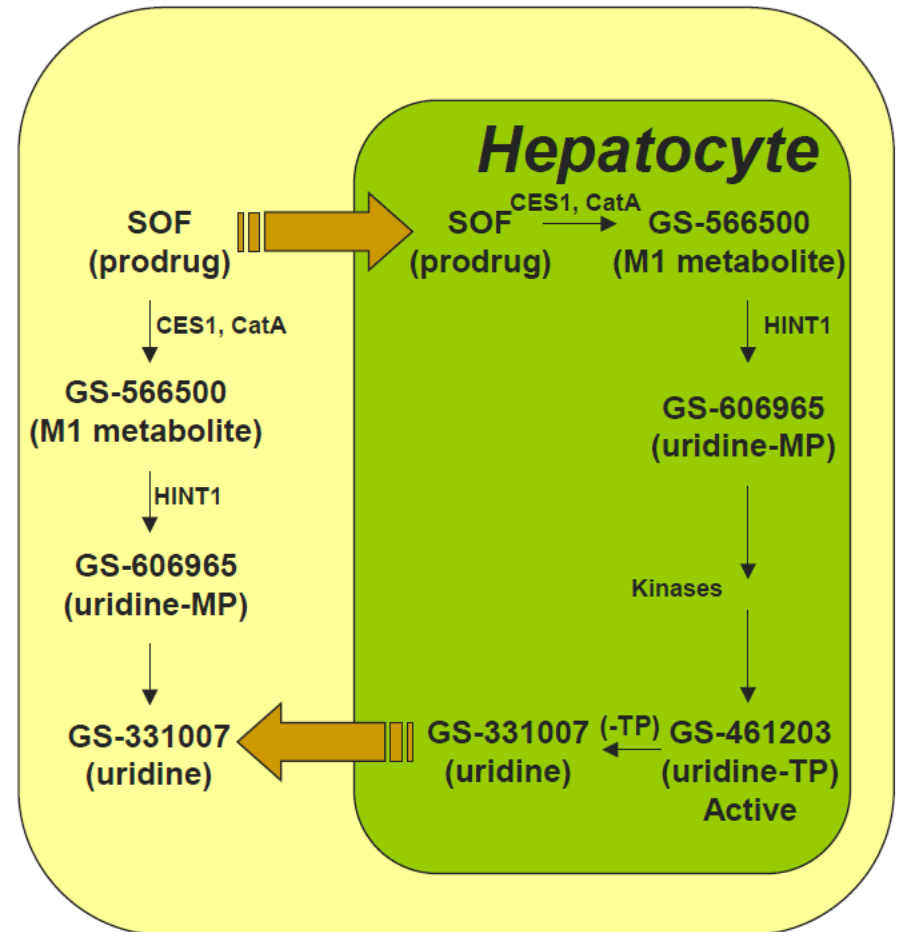 Hepatocyte
SOF
(prodrug)
CES1, CatA
GS-566500
(M1 metabolite)
HINT1
GS-606965
(uridine-MP)
GS-331007
(uridine)
SOF
(prodrug)
CES1, CatA
GS-566500
(M1 metabolite)
HINT1
GS-606965
(uridine-MP)
Kinases
GS-461203
(uridine-TP)
Active
(-TP)
GS-331007
(uridine)